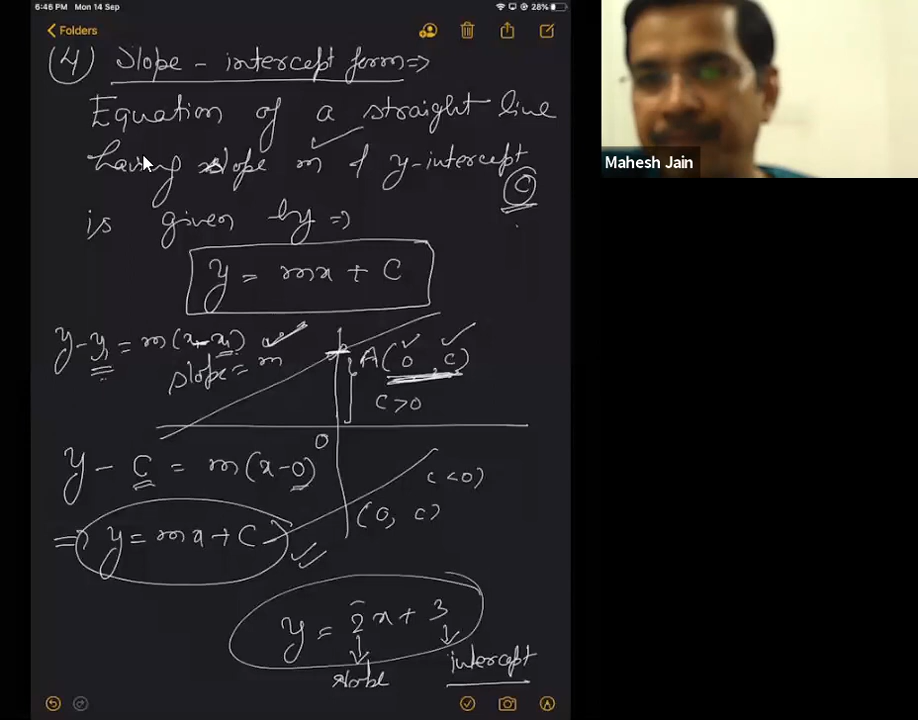 6:46 PM Mon 14 Sep
28%
Folders
(4) Slope - intercept form ⇒
Equation of a straight line
having slope m & y-intercept
C
is given by ⇒
y = mx + C
y - y₁ = m(x - x₁)
slope = m
A(0, C)
C > 0
0
y - C = m(x - 0)
C < 0)
(0, C)
⇒ y = mx + C
y = 2x + 3
slope
intercept
Mahesh Jain